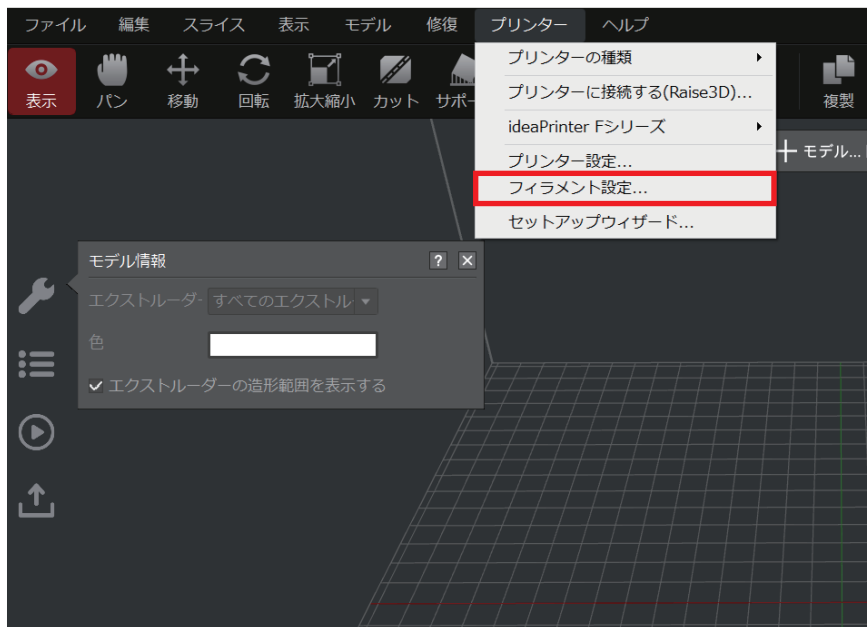 ファイル 編集 スライス 表示 モデル 修復 プリンター ヘルプ
表示 パン 移動 回転 拡大縮小 カット サポー 複製
プリンターの種類
プリンターに接続する(Raise3D)...
ideaPrinter Fシリーズ
プリンター設定...
フィラメント設定...
セットアップウィザード...
モデル...
モデル情報 ?
エクストルーダー すべてのエクストル
色
エクストルーダーの造形範囲を表示する